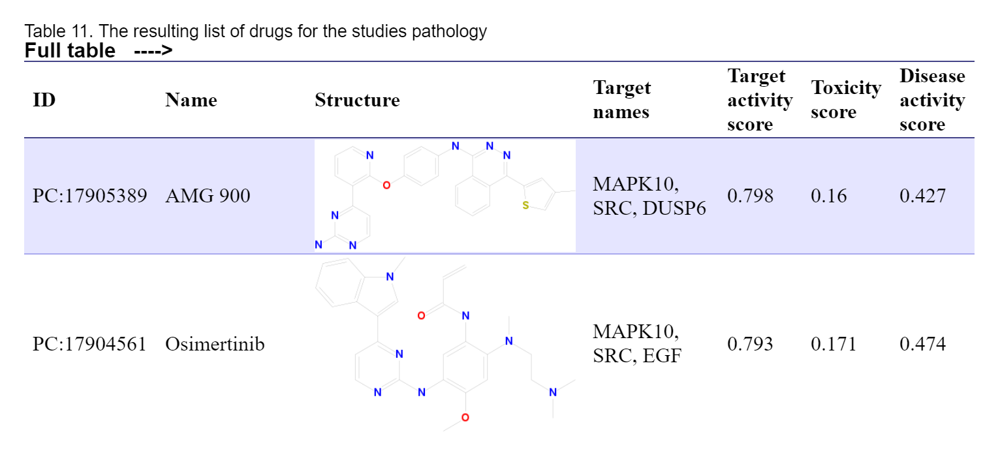 Table 11. The resulting list of drugs for the studies pathology
Full table ---->
ID Name Structure Target names Target activity score Toxicity score Disease activity score
PC:17905389 AMG 900 MAPK10, SRC, DUSP6 0.798 0.16 0.427
N N N N O N S N N
PC:17904561 Osimertinib MAPK10, SRC, EGF 0.793 0.171 0.474
N O N N N N N N O